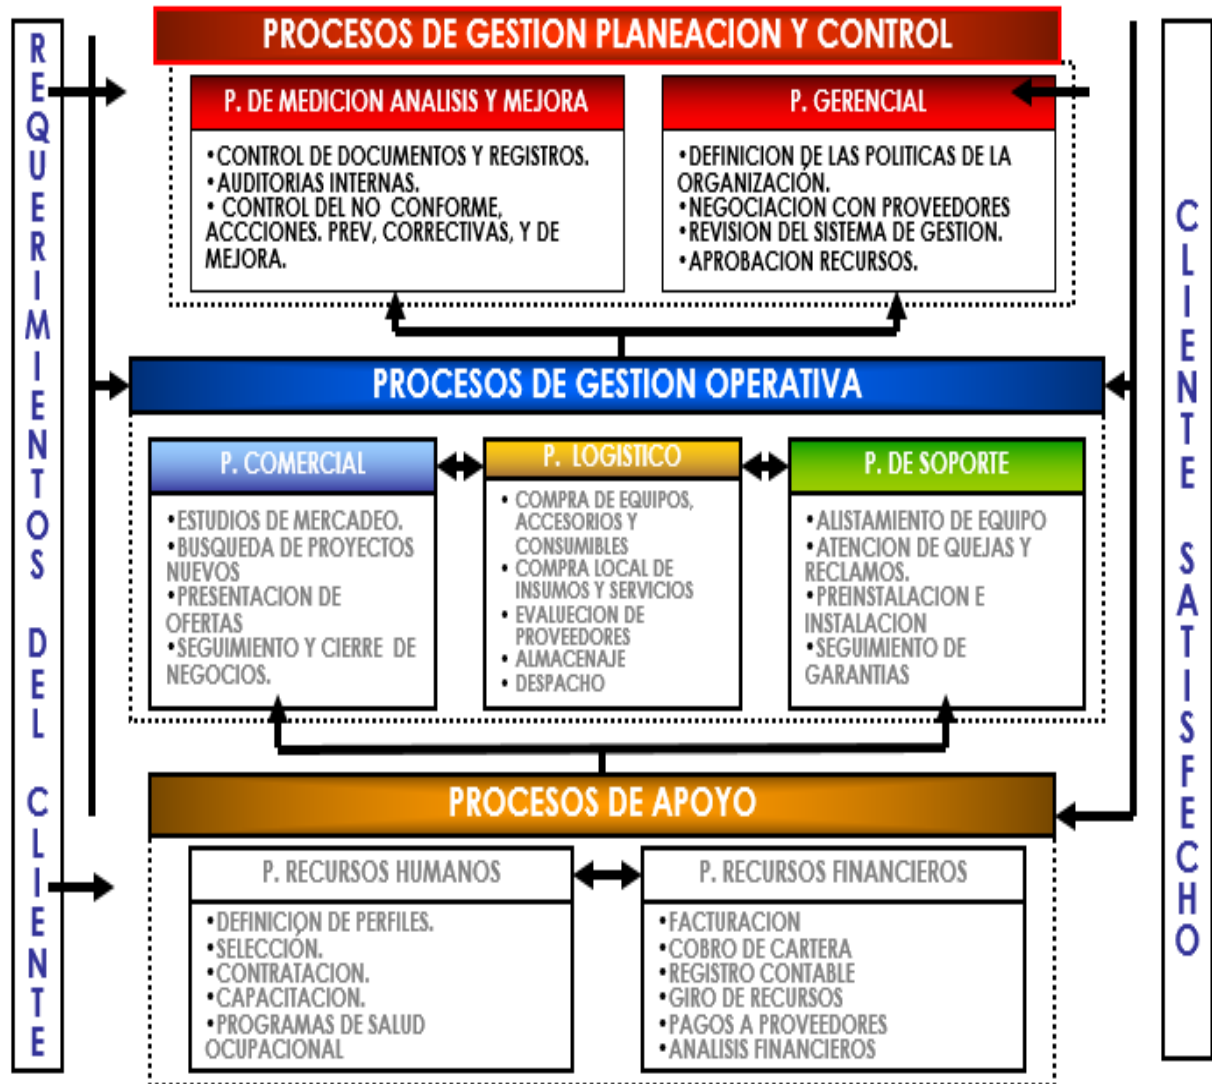 REQUERIMIENTOS DEL CLIENTE
PROCESOS DE GESTION PLANEACION Y CONTROL
P. DE MEDICION ANALISIS Y MEJORA
•CONTROL DE DOCUMENTOS Y REGISTROS.
•AUDITORIAS INTERNAS.
• CONTROL DEL NO CONFORME,
ACCCIONES. PREV, CORRECTIVAS, Y DE
MEJORA.
P. GERENCIAL
•DEFINICION DE LAS POLITICAS DE LA
ORGANIZACIÓN.
•NEGOCIACION CON PROVEEDORES
•REVISION DEL SISTEMA DE GESTION.
•APROBACION RECURSOS.
PROCESOS DE GESTION OPERATIVA
P. COMERCIAL
•ESTUDIOS DE MERCADEO.
•BUSQUEDA DE PROYECTOS
NUEVOS
•PRESENTACION DE
OFERTAS
•SEGUIMIENTO Y CIERRE DE
NEGOCIOS.
P. LOGISTICO
• COMPRA DE EQUIPOS,
ACCESORIOS Y
CONSUMIBLES
• COMPRA LOCAL DE
INSUMOS Y SERVICIOS
• EVALUECION DE
PROVEEDORES
• ALMACENAJE
• DESPACHO
P. DE SOPORTE
•ALISTAMIENTO DE EQUIPO
•ATENCION DE QUEJAS Y
RECLAMOS.
•PREINSTALACION E
INSTALACION
•SEGUIMIENTO DE
GARANTIAS
PROCESOS DE APOYO
P. RECURSOS HUMANOS
•DEFINICION DE PERFILES.
•SELECCIÓN.
•CONTRATACION.
•CAPACITACION.
•PROGRAMAS DE SALUD
OCUPACIONAL
P. RECURSOS FINANCIEROS
•FACTURACION
•COBRO DE CARTERA
•REGISTRO CONTABLE
•GIRO DE RECURSOS
•PAGOS A PROVEEDORES
•ANALISIS FINANCIEROS
CLIENTE SATISFECHO